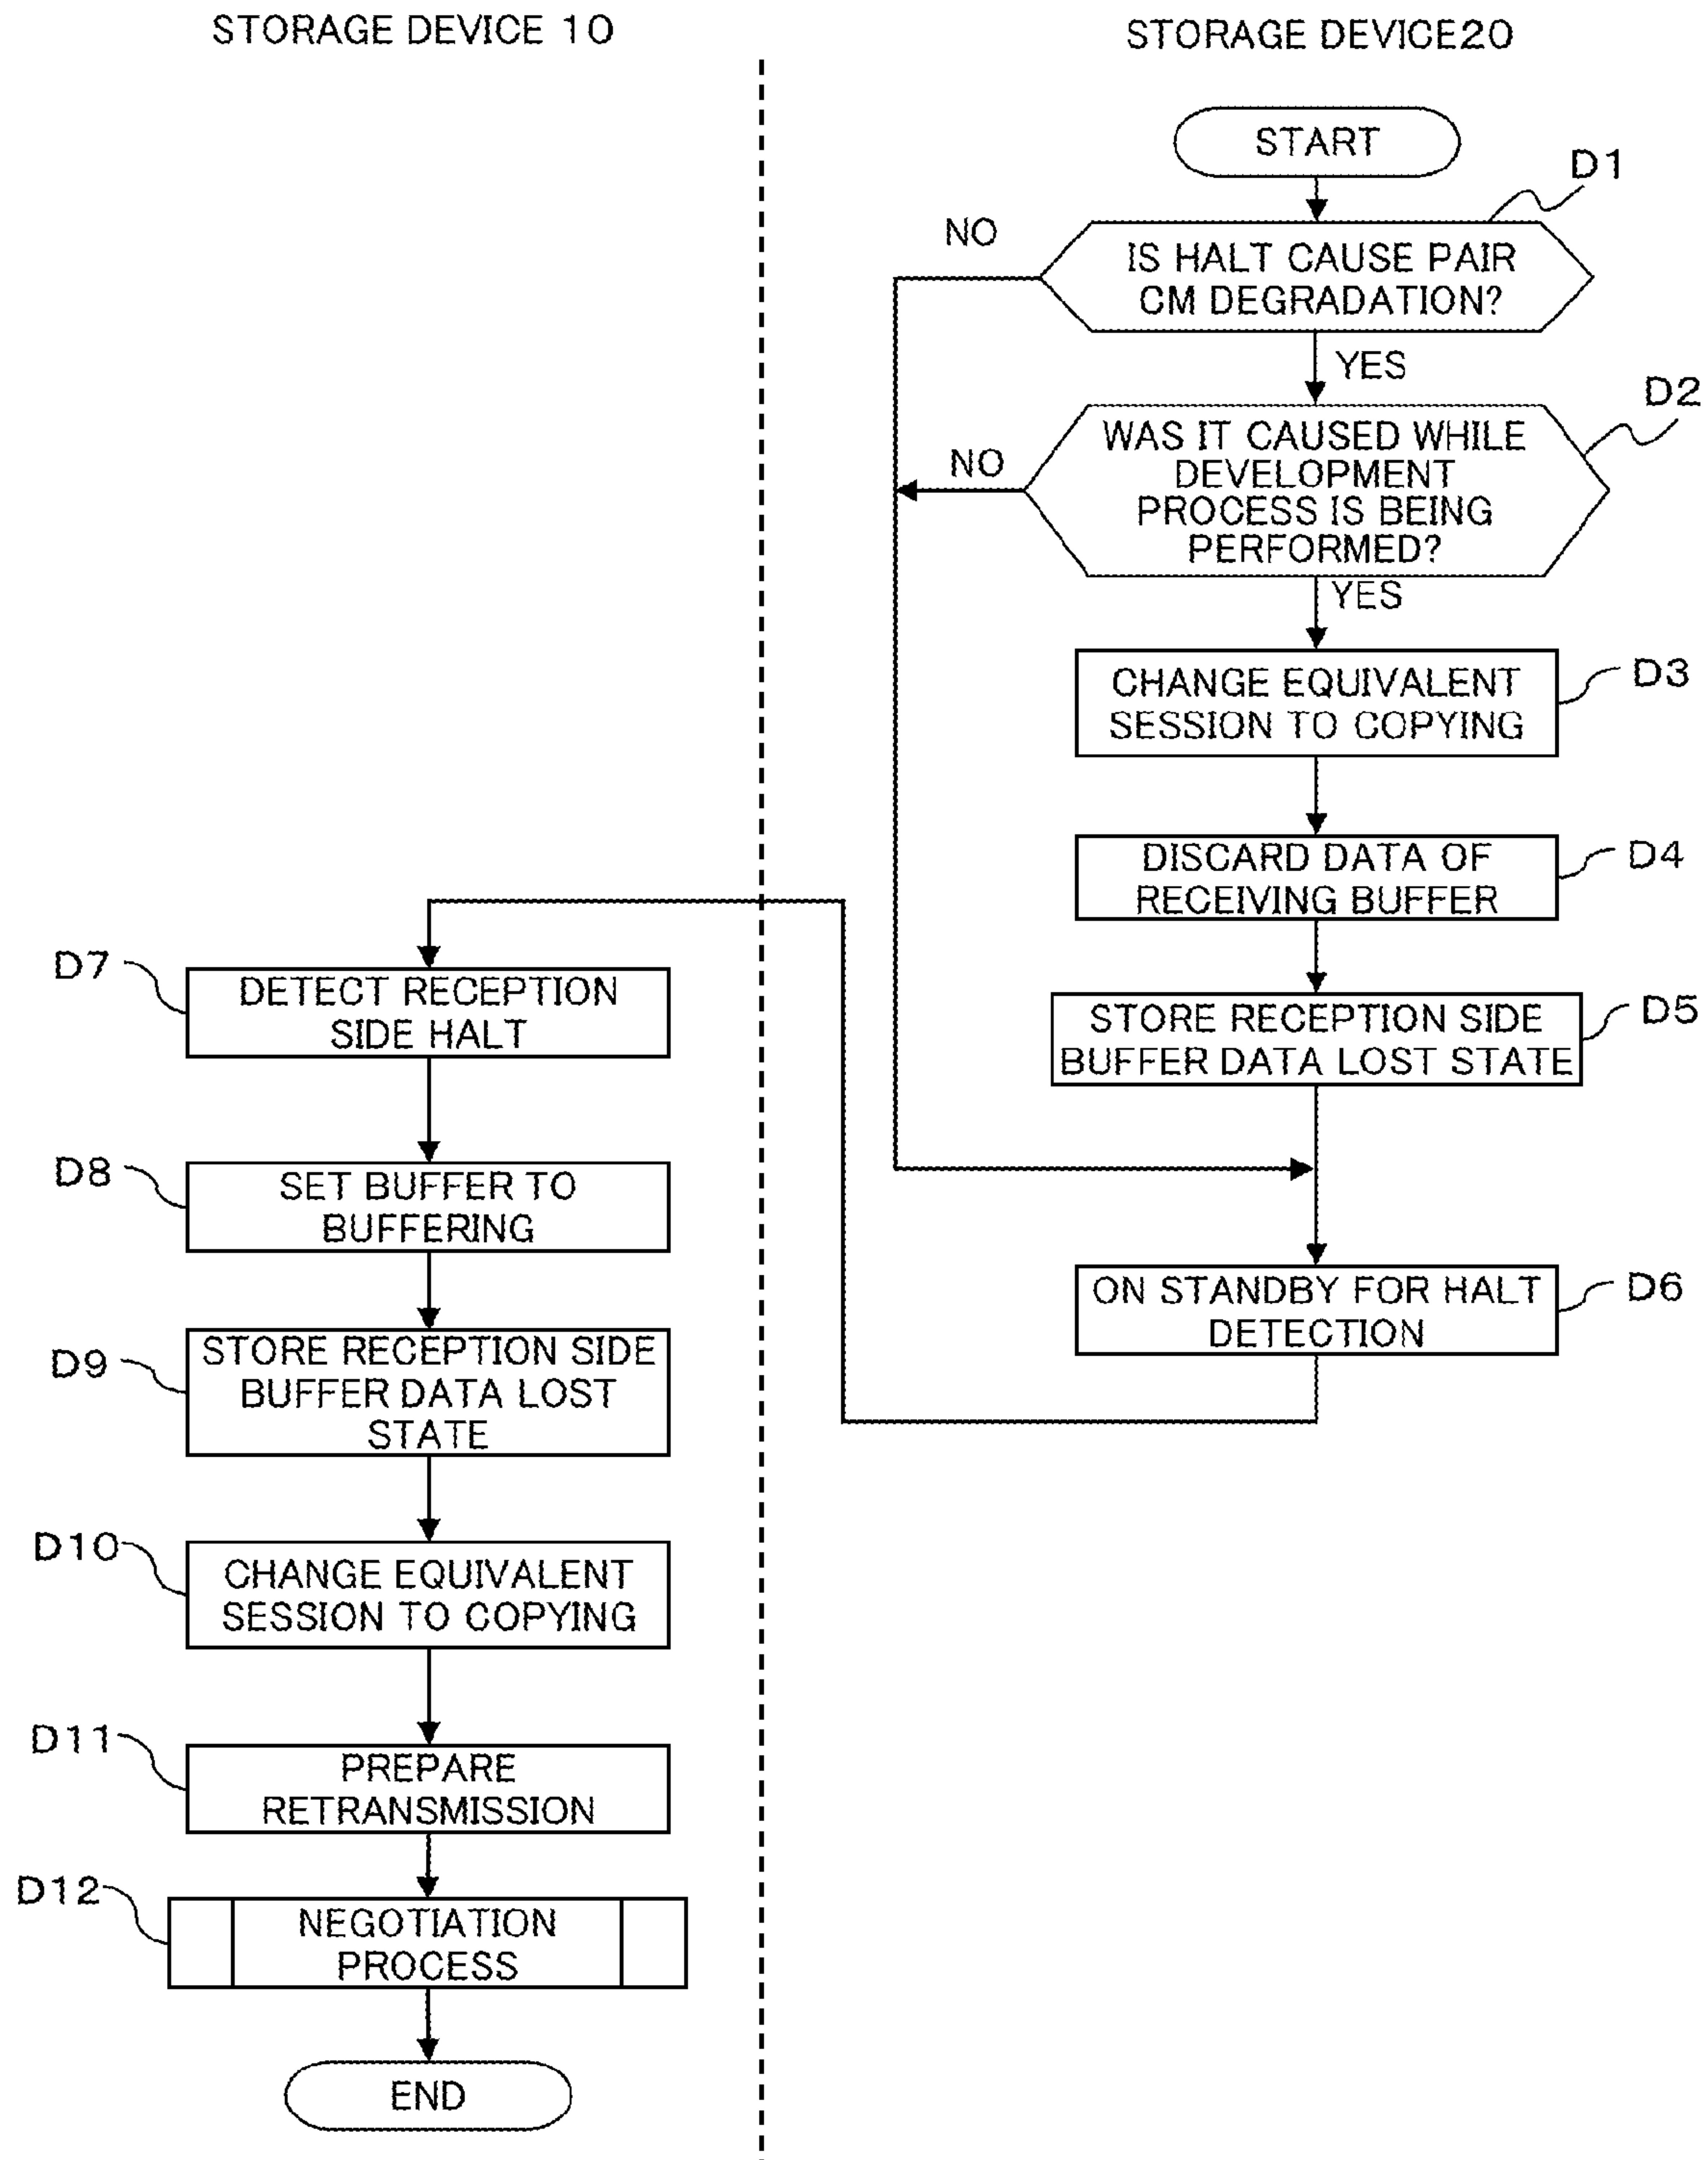 STORAGE DEVICE 10
STORAGE DEVICE20
START
D1
NO
IS HALT CAUSE PAIR
CM DEGRADATION?
YES
D2
WAS IT CAUSED WHILE
DEVELOPMENT
PROCESS IS BEING
PERFORMED?
NO
YES
CHANGE EQUIVALENT
SESSION TO COPYING
D3
DISCARD DATA OF
RECEIVING BUFFER
D4
STORE RECEPTION SIDE
BUFFER DATA LOST STATE
D5
ON STANDBY FOR HALT
DETECTION
D6
D7
DETECT RECEPTION
SIDE HALT
D8
SET BUFFER TO
BUFFERING
D9
STORE RECEPTION SIDE
BUFFER DATA LOST
STATE
D10
CHANGE EQUIVALENT
SESSION TO COPYING
D11
PREPARE
RETRANSMISSION
D12
NEGOTIATION
PROCESS
END